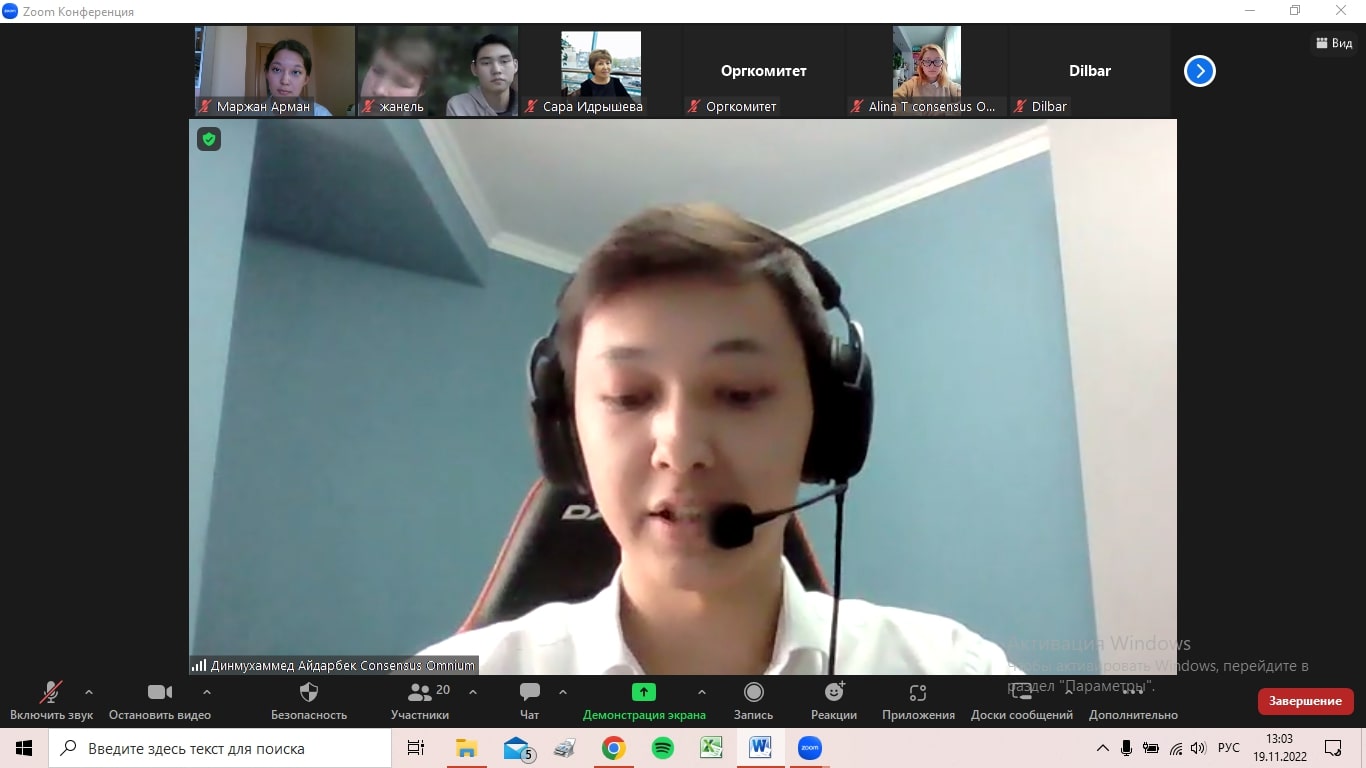 Zoom Конференция
Вид
Оргкомитет
Dilbar
Маржан Арман
жанель
Сара Идрышева
Оргкомитет
Alina T consensus O...
Dilbar
Динмухаммед Айдарбек Consensus Omnium
Активация Windows
Чтобы активировать Windows, перейдите в
раздел "Параметры".
Включить звук
Остановить видео
Безопасность
20
Участники
Чат
Демонстрация экрана
Запись
Реакции
Приложения
Доски сообщений
Дополнительно
Завершение
Введите здесь текст для поиска
5
zoom
РУС
13:03
19.11.2022